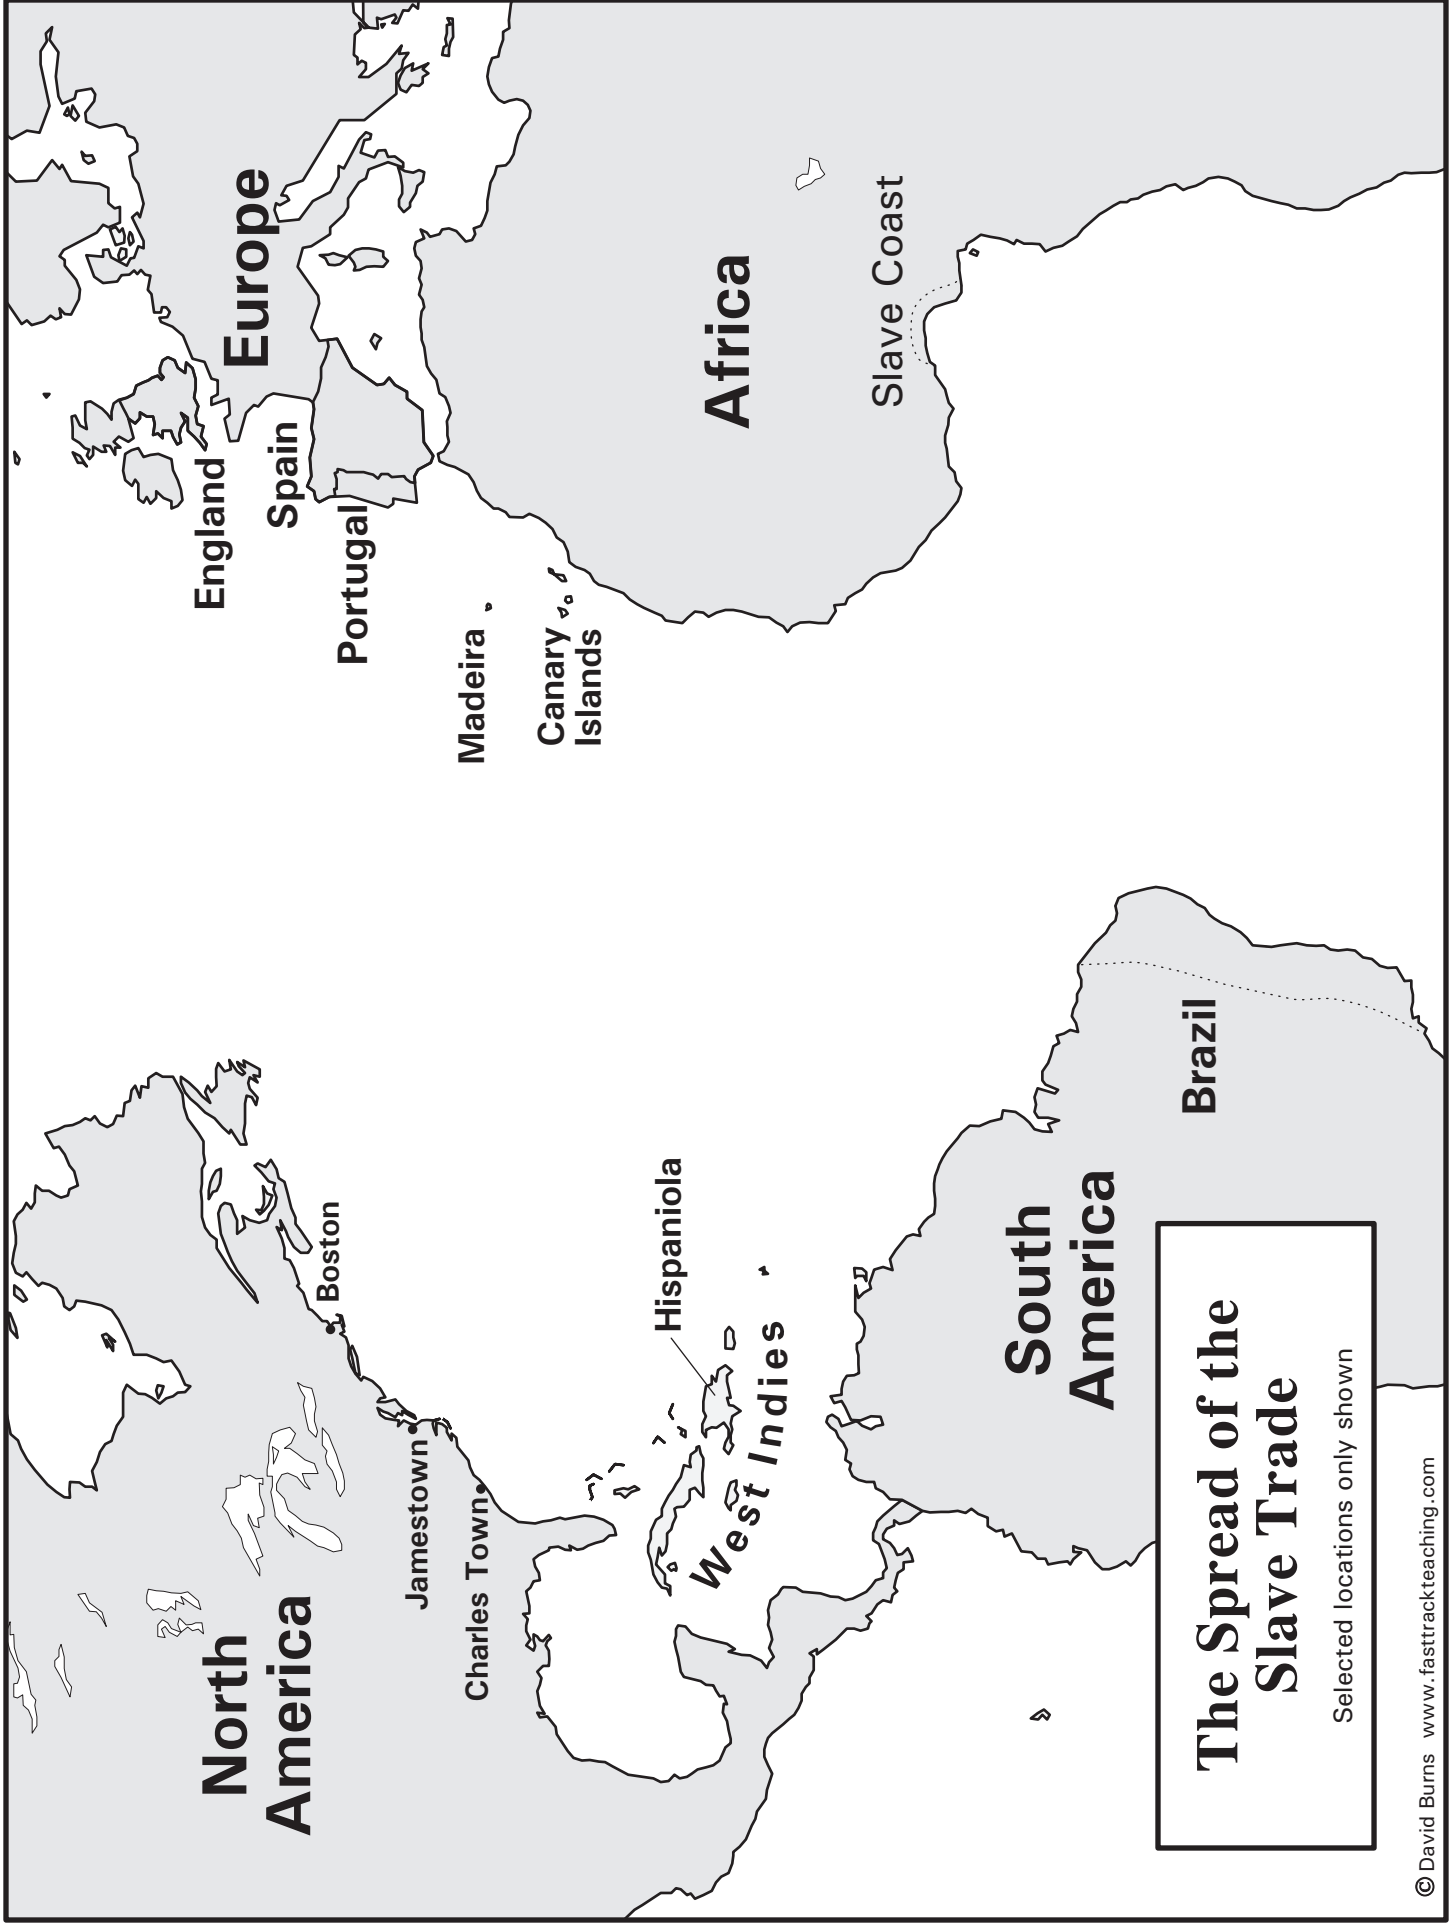 North
America
Boston
Jamestown
Charles Town
Hispaniola
West Indies
South
America
Brazil
Europe
England
Spain
Portugal
Madeira
Canary
Islands
Africa
Slave Coast
The Spread of the
Slave Trade
Selected locations only shown
© David Burns www.fasttrackteaching.com